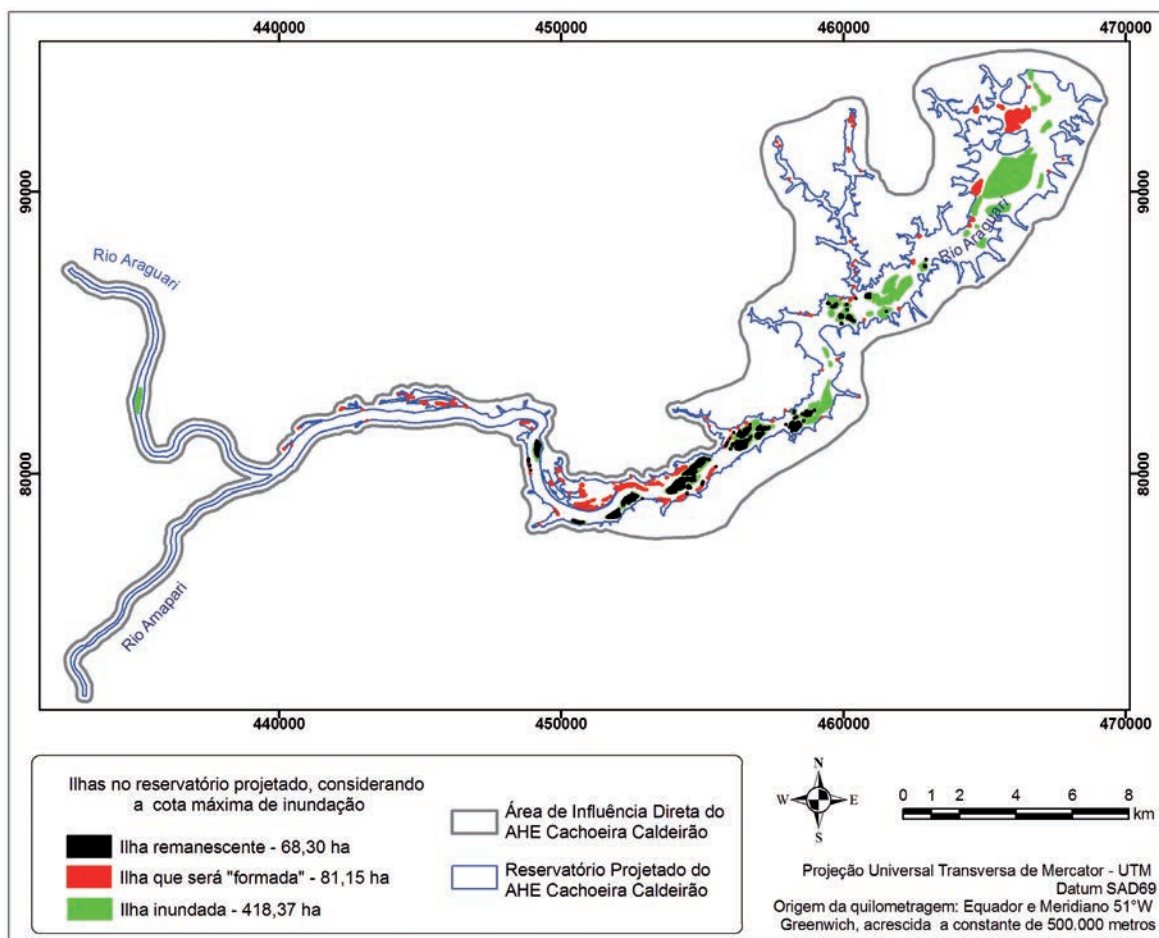 440000 450000 460000 470000
90000 90000
80000 80000
Rio Araguari
Rio Araguari
Rio Amapari
440000 450000 460000 470000
Ilhas no reservatório projetado, considerando
a cota máxima de inundação
Ilha remanescente - 68,30 ha
Ilha que será "formada" - 81,15 ha
Ilha inundada - 418,37 ha
Área de Influência Direta do
AHE Cachoeira Caldeirão
Reservatório Projetado do
AHE Cachoeira Caldeirão
N
W E
S
0 1 2 4 6 8
km
Projeção Universal Transversa de Mercator - UTM
Datum SAD69
Origem da quilometragem: Equador e Meridiano 51°W
Greenwich, acrescida a constante de 500.000 metros